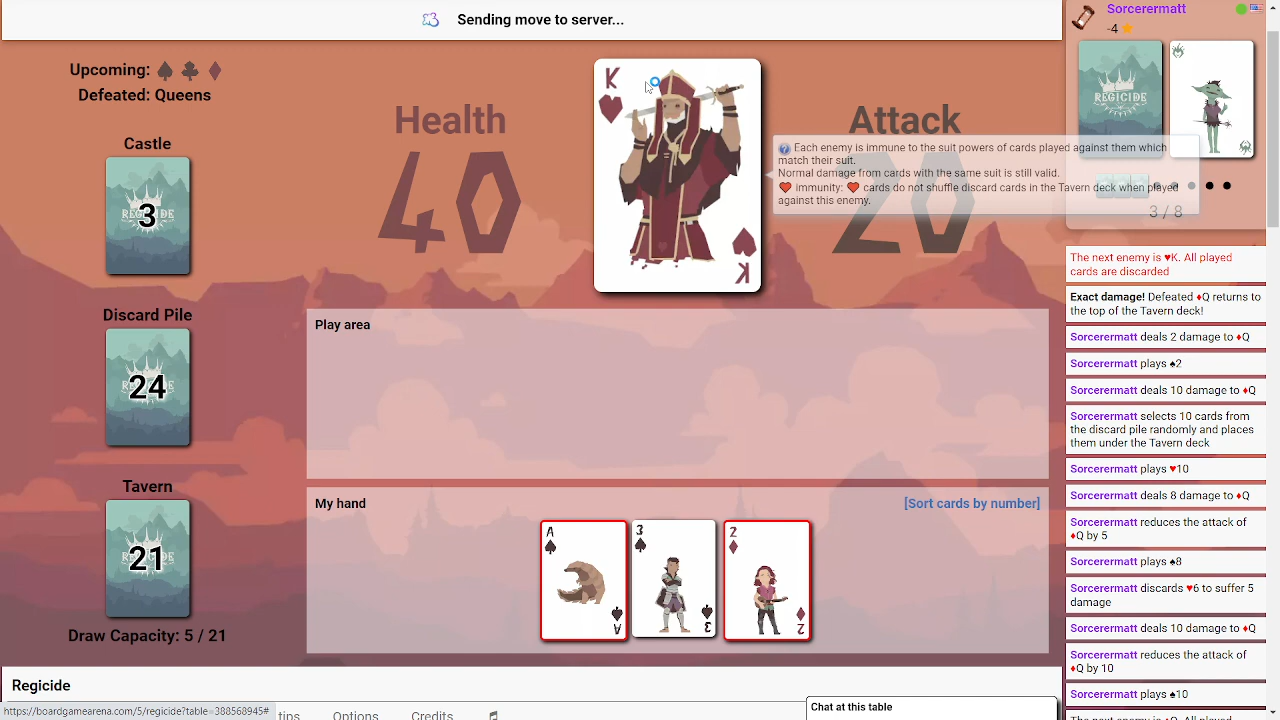 Sending move to server...
Sorcerermatt
-4
Upcoming:
Defeated: Queens
Castle
REGICIDE
3
Discard Pile
24
Tavern
21
Draw Capacity: 5 / 21
Health
40
K
K
Attack
20
Each enemy is immune to the suit powers of cards played against them which
match their suit.
Normal damage from cards with the same suit is still valid.
immunity: cards do not shuffle discard cards in the Tavern deck when played
against this enemy.
REGICIDE
3 / 8
Play area
My hand
[Sort cards by number]
A
A
3
3
2
2
The next enemy is ♥K. All played
cards are discarded
Exact damage! Defeated ♦Q returns to
the top of the Tavern deck!
Sorcerermatt deals 2 damage to ♦Q
Sorcerermatt plays ♠2
Sorcerermatt deals 10 damage to ♦Q
Sorcerermatt selects 10 cards from
the discard pile randomly and places
them under the Tavern deck
Sorcerermatt plays ♥10
Sorcerermatt deals 8 damage to ♦Q
Sorcerermatt reduces the attack of
♦Q by 5
Sorcerermatt plays ♠8
Sorcerermatt discards ♥6 to suffer 5
damage
Sorcerermatt deals 10 damage to ♦Q
Sorcerermatt reduces the attack of
♦Q by 10
Sorcerermatt plays ♠10
Regicide
https://boardgamearena.com/5/regicide?table=388568945#
tips
Options
Credits
Chat at this table